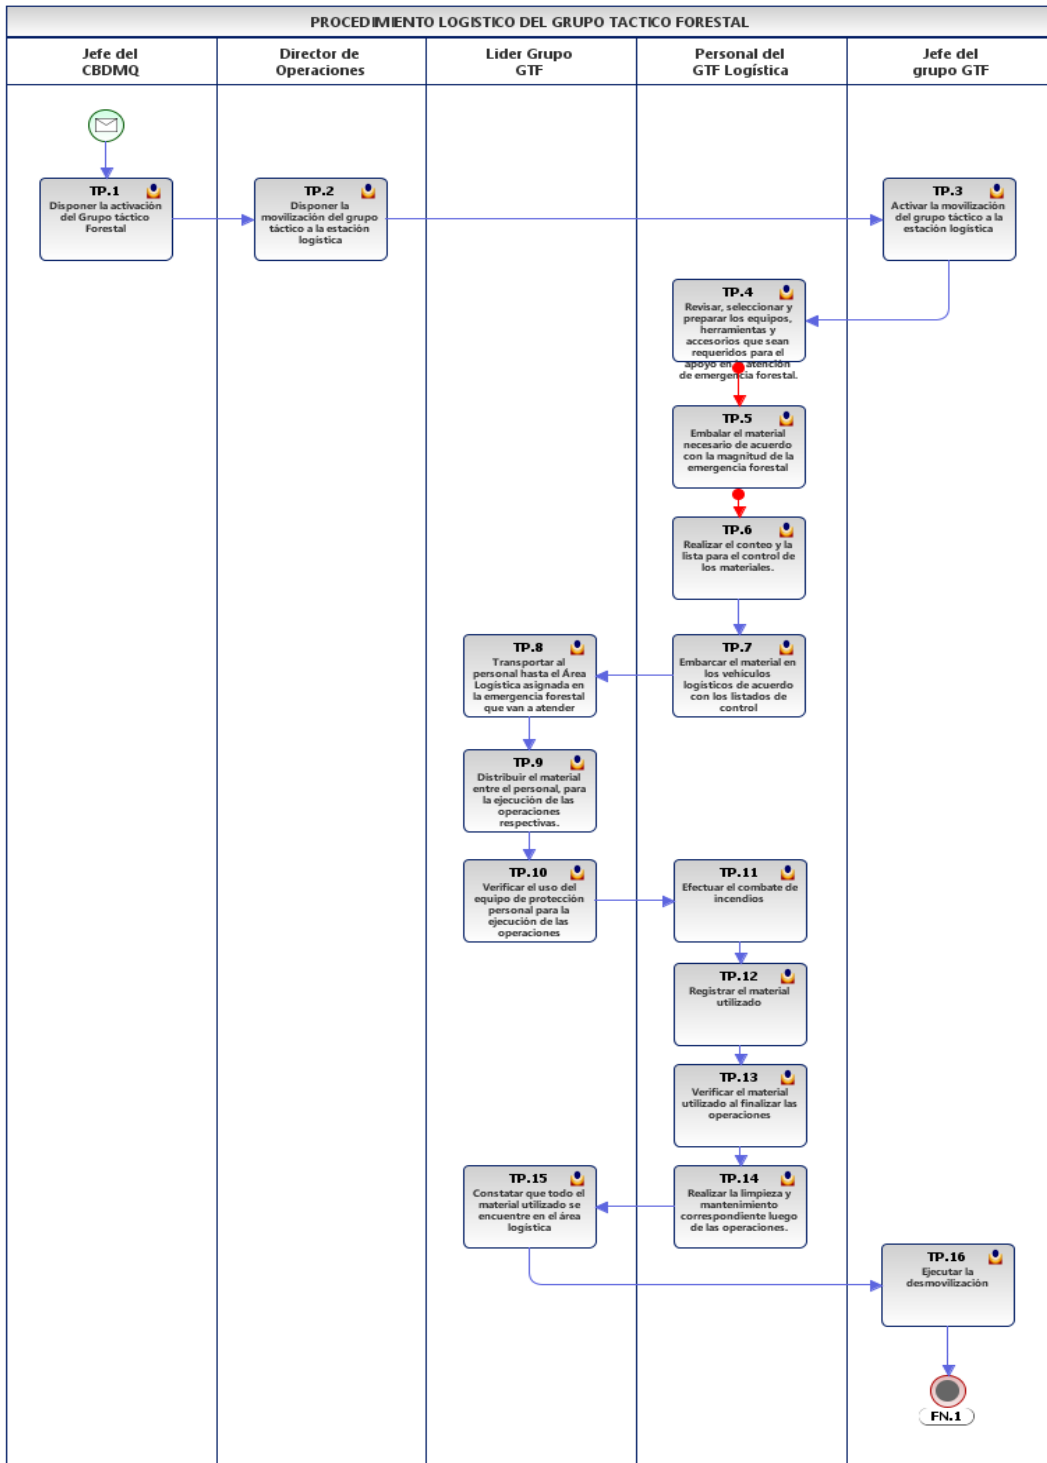 PROCEDIMIENTO LOGISTICO DEL GRUPO TACTICO FORESTAL
Jefe del
CBDMQ
Director de
Operaciones
Lider Grupo
GTF
Personal del
GTF Logística
Jefe del
grupo GTF
TP.1
Disponer la activación
del Grupo táctico
Forestal
TP.2
Disponer la
movilización del grupo
táctico a la estación
logística
TP.3
Activar la movilización
del grupo táctico a la
estación logística
TP.4
Revisar, seleccionar y
preparar los equipos,
herramientas y
accesorios que sean
requeridos para el
apoyo en la atención
de emergencia forestal.
TP.5
Embalar el material
necesario de acuerdo
con la magnitud de la
emergencia forestal
TP.6
Realizar el conteo y la
lista para el control de
los materiales.
TP.7
Embarcar el material en
los vehículos
logísticos de acuerdo
con los listados de
control
TP.8
Transportar al
personal hasta el Área
Logística asignada en
la emergencia forestal
que van a atender
TP.9
Distribuir el material
entre el personal, para
la ejecución de las
operaciones
respectivas.
TP.10
Verificar el uso del
equipo de protección
personal para la
ejecución de las
operaciones
TP.11
Efectuar el combate de
incendios
TP.12
Registrar el material
utilizado
TP.13
Verificar el material
utilizado al finalizar las
operaciones
TP.14
Realizar la limpieza y
mantenimiento
correspondiente luego
de las operaciones.
TP.15
Constatar que todo el
material utilizado se
encuentre en el área
logística
TP.16
Ejecutar la
desmovilización
FN.1